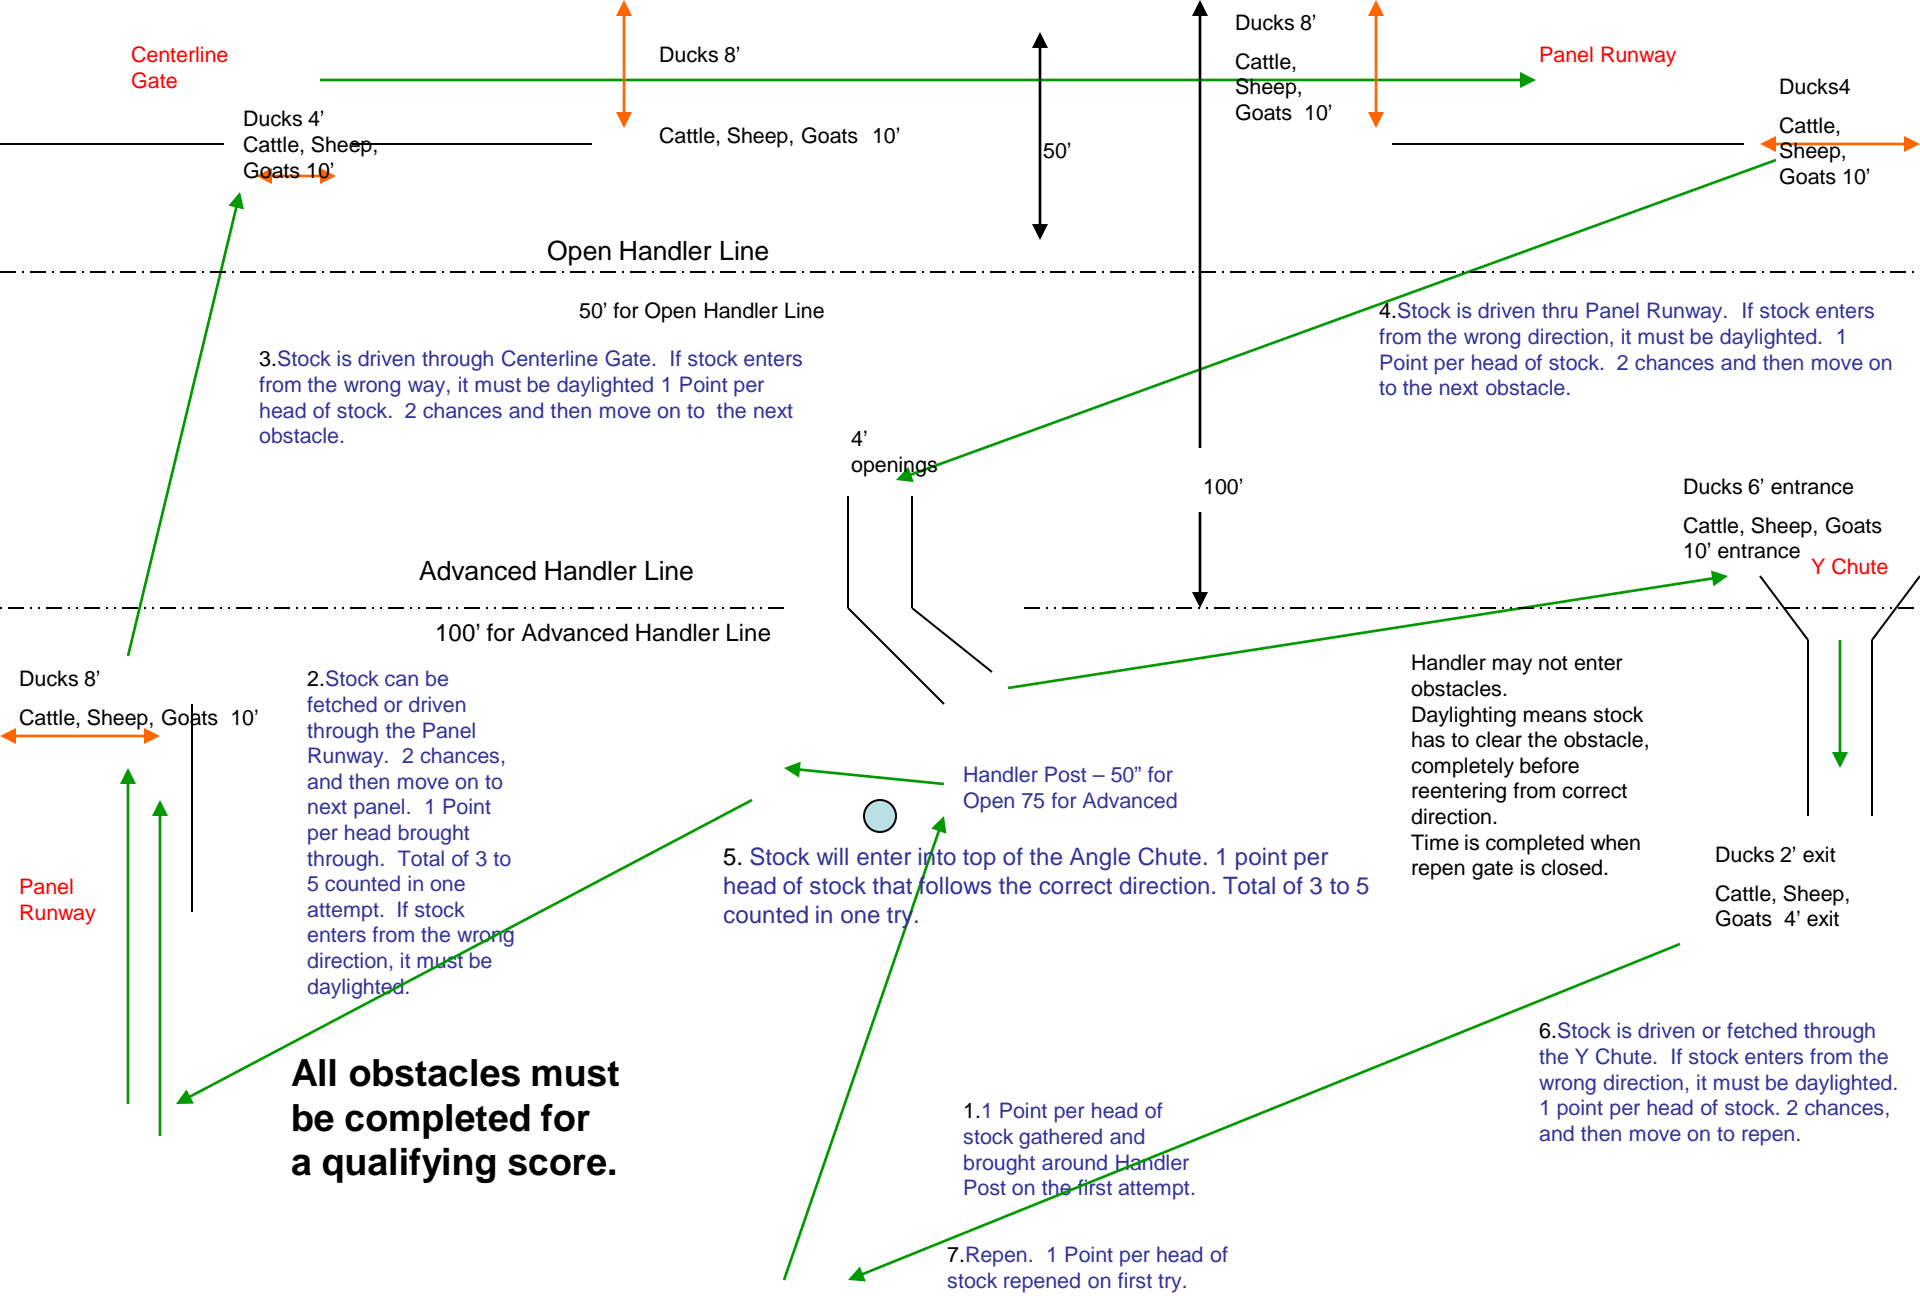 Centerline
Gate
Ducks 8’
Ducks 8’
Cattle,
Sheep,
Goats  10’
Panel Runway
Ducks4
Cattle,
Sheep,
Goats 10’
Ducks 4’
Cattle, Sheep,
Goats 10’
Cattle, Sheep, Goats  10’
50’
Open Handler Line
50’ for Open Handler Line
3.Stock is driven through Centerline Gate.  If stock enters
from the wrong way, it must be daylighted 1 Point per
head of stock.  2 chances and then move on to  the next
obstacle.
4.Stock is driven thru Panel Runway.  If stock enters
from the wrong direction, it must be daylighted.  1
Point per head of stock.  2 chances and then move on
to the next obstacle.
4’
openings
100’
Ducks 6’ entrance
Cattle, Sheep, Goats
10’ entrance
Y Chute
Advanced Handler Line
100’ for Advanced Handler Line
Ducks 8’
Cattle, Sheep, Goats  10’
Panel
Runway
2.Stock can be
fetched or driven
through the Panel
Runway.  2 chances,
and then move on to
next panel.  1 Point
per head brought
through.  Total of 3 to
5 counted in one
attempt.  If stock
enters from the wrong
direction, it must be
daylighted.
Handler Post – 50” for
Open 75 for Advanced
5. Stock will enter into top of the Angle Chute. 1 point per
head of stock that follows the correct direction. Total of 3 to 5
counted in one try.
Handler may not enter
obstacles.
Daylighting means stock
has to clear the obstacle,
completely before
reentering from correct
direction.
Time is completed when
repen gate is closed.
Ducks 2’ exit
Cattle, Sheep,
Goats  4’ exit
All obstacles must
be completed for
a qualifying score.
1.1 Point per head of
stock gathered and
brought around Handler
Post on the first attempt.
6.Stock is driven or fetched through
the Y Chute.  If stock enters from the
wrong direction, it must be daylighted.
1 point per head of stock. 2 chances,
and then move on to repen.
7.Repen.  1 Point per head of
stock repened on first try.